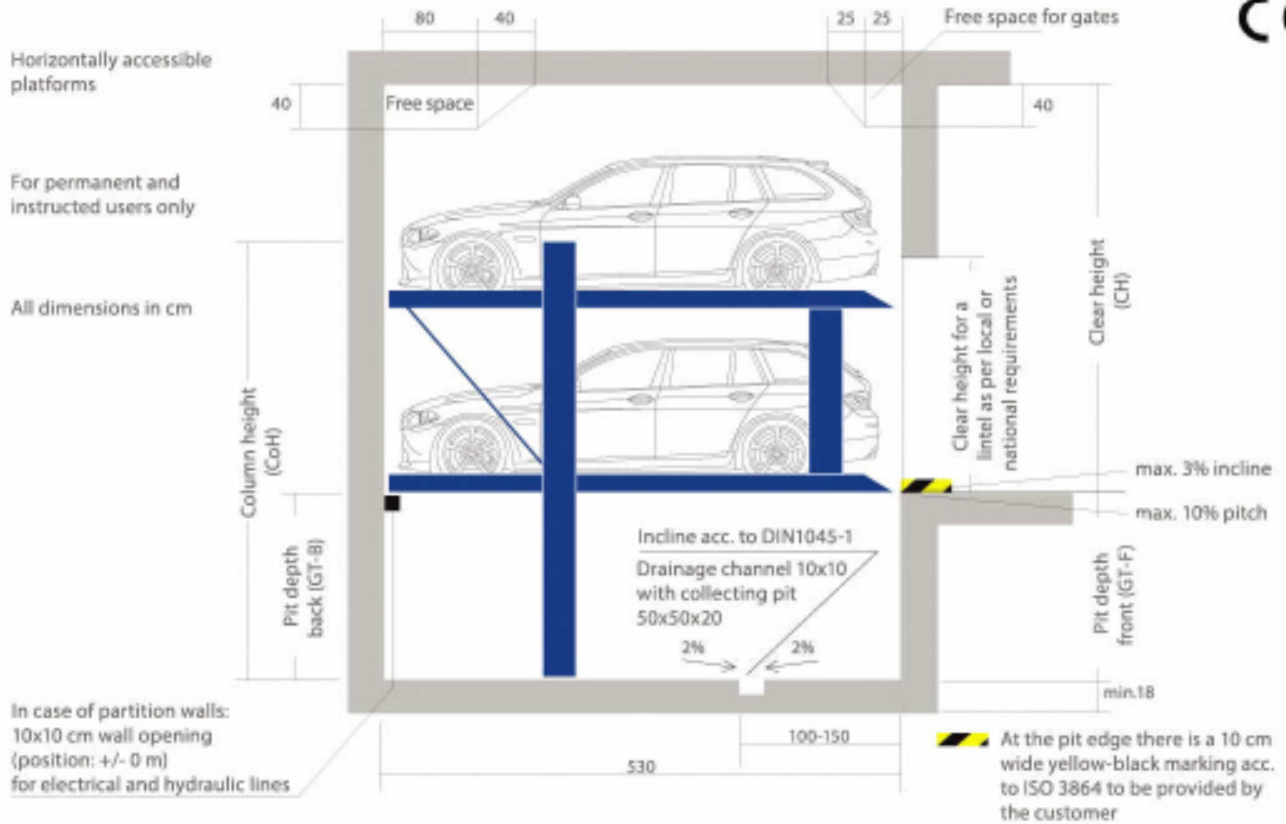 80
40
25
25
Free space for gates
CE
Horizontally accessible
platforms
40
Free space
40
For permanent and
instructed users only
All dimensions in cm
Column height
(CoH)
Clear height for a
lintel as per local or
national requirements
Clear height
(CH)
max. 3% incline
max. 10% pitch
Pit depth
back (GT-B)
Incline acc. to DIN1045-1
Drainage channel 10x10
with collecting pit
50x50x20
2%
2%
Pit depth
front (GT-F)
min.18
In case of partition walls:
10x10 cm wall opening
(position: +/- 0 m)
for electrical and hydraulic lines
100-150
530
At the pit edge there is a 10 cm
wide yellow-black marking acc.
to ISO 3864 to be provided by
the customer